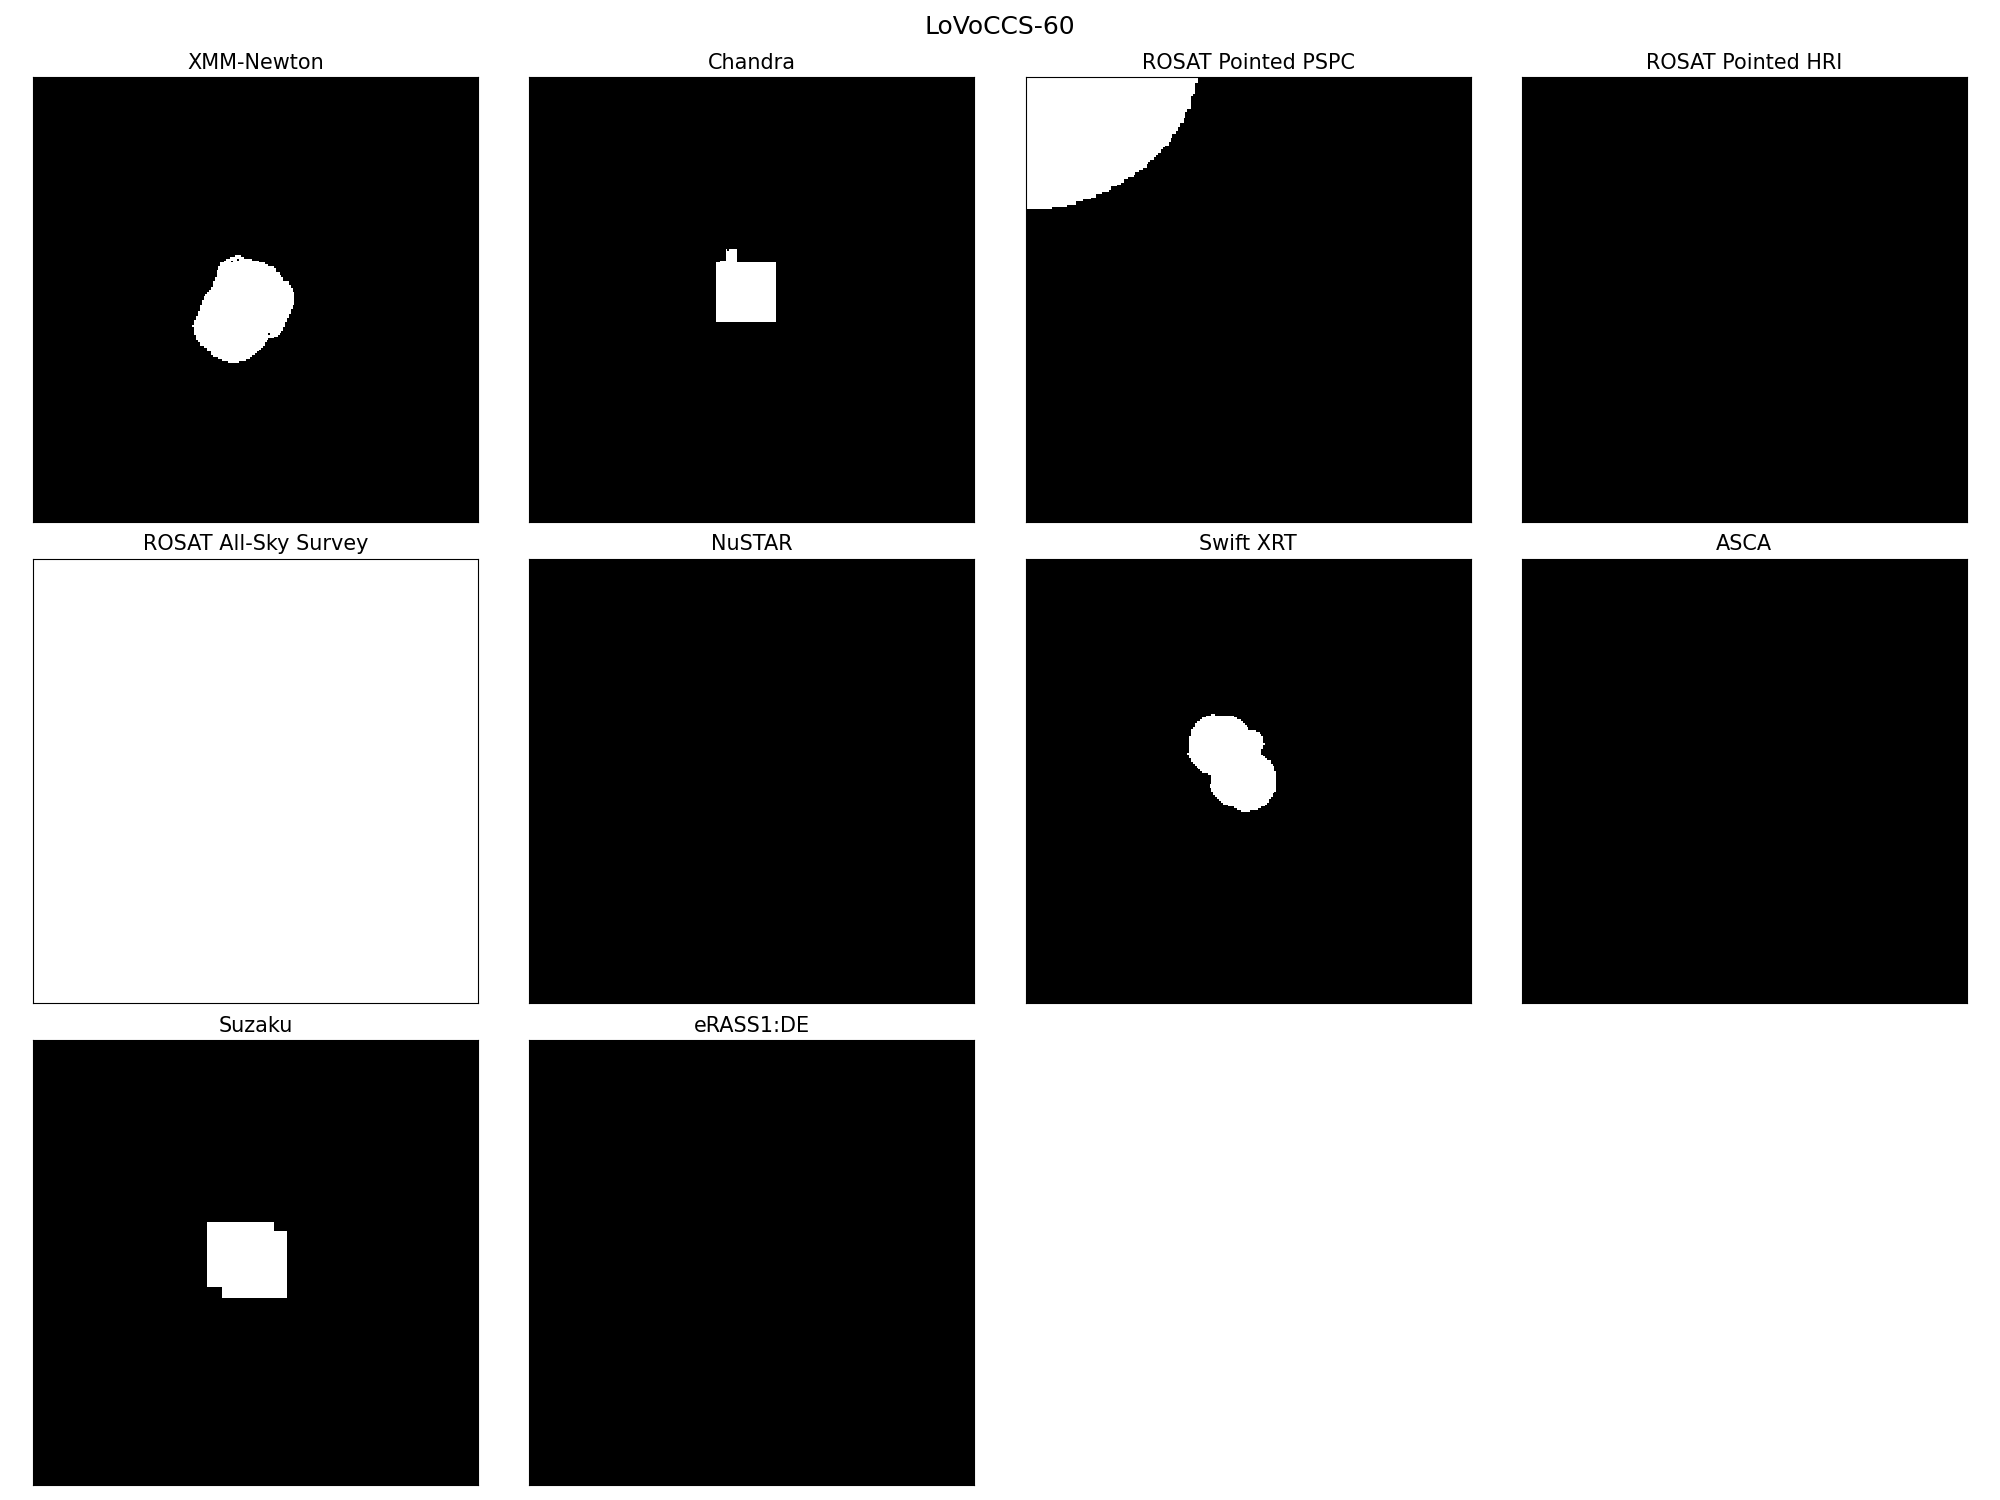 LoVoCCS-60
XMM-Newton
Chandra
ROSAT Pointed PSPC
ROSAT Pointed HRI
ROSAT All-Sky Survey
NuSTAR
Swift XRT
ASCA
Suzaku
eRASS1:DE